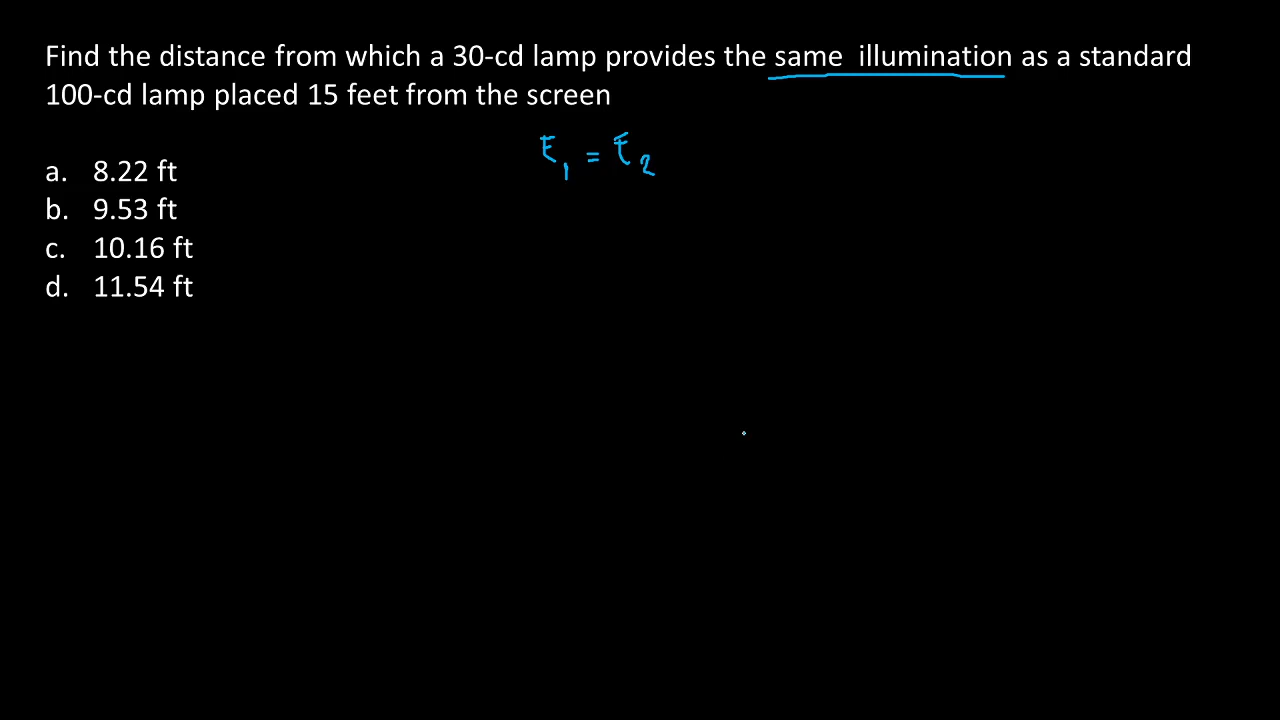 Find the distance from which a 30-cd lamp provides the same illumination as a standard
100-cd lamp placed 15 feet from the screen
E₁ = E₂
a. 8.22 ft
b. 9.53 ft
c. 10.16 ft
d. 11.54 ft